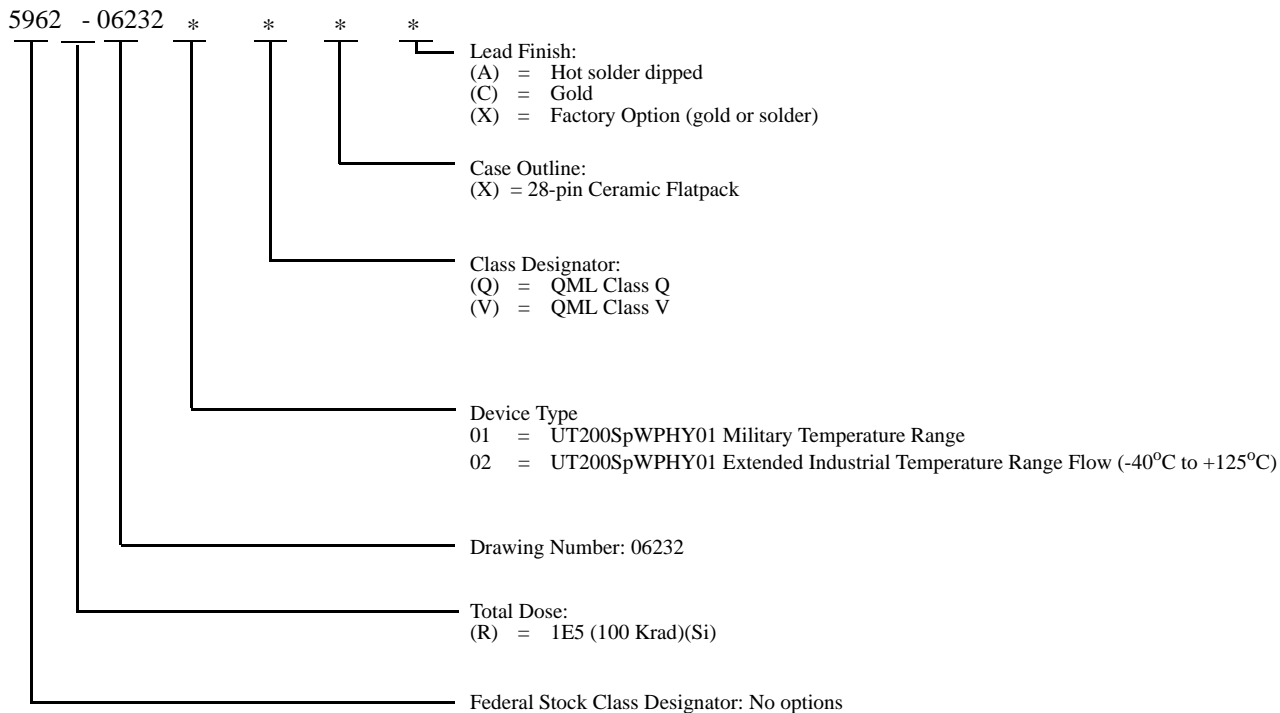 5962 - 06232 * * * *
Lead Finish:
(A) = Hot solder dipped
(C) = Gold
(X) = Factory Option (gold or solder)
Case Outline:
(X) = 28-pin Ceramic Flatpack
Class Designator:
(Q) = QML Class Q
(V) = QML Class V
Device Type
01 = UT200SpWPHY01 Military Temperature Range
02 = UT200SpWPHY01 Extended Industrial Temperature Range Flow (-40°C to +125°C)
Drawing Number: 06232
Total Dose:
(R) = 1E5 (100 Krad)(Si)
Federal Stock Class Designator: No options